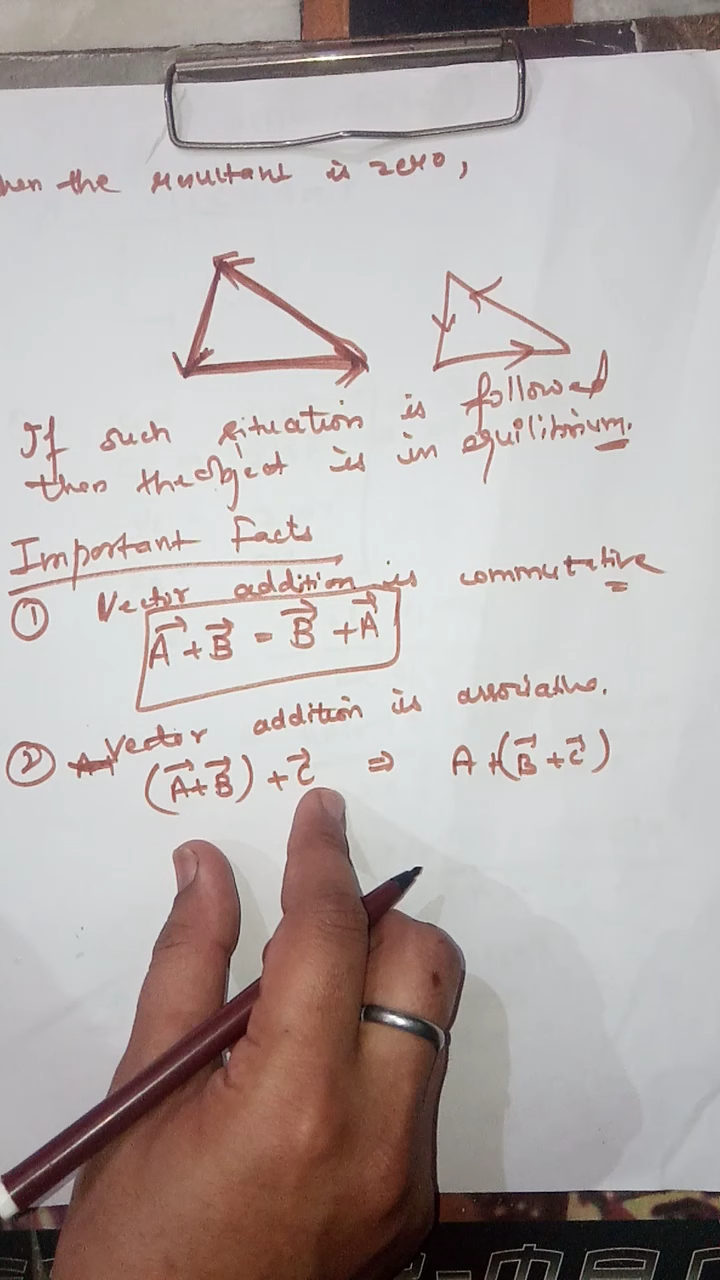 hen the resultant is zero,
If such situation is followed
then the object is in equilibrium.
Important Facts
① Vector addition is commutative
A⃗ + B⃗ = B⃗ + A⃗
② Vector addition is associative.
(A⃗+B⃗) + C⃗ ⇒ A+(B⃗+C⃗)